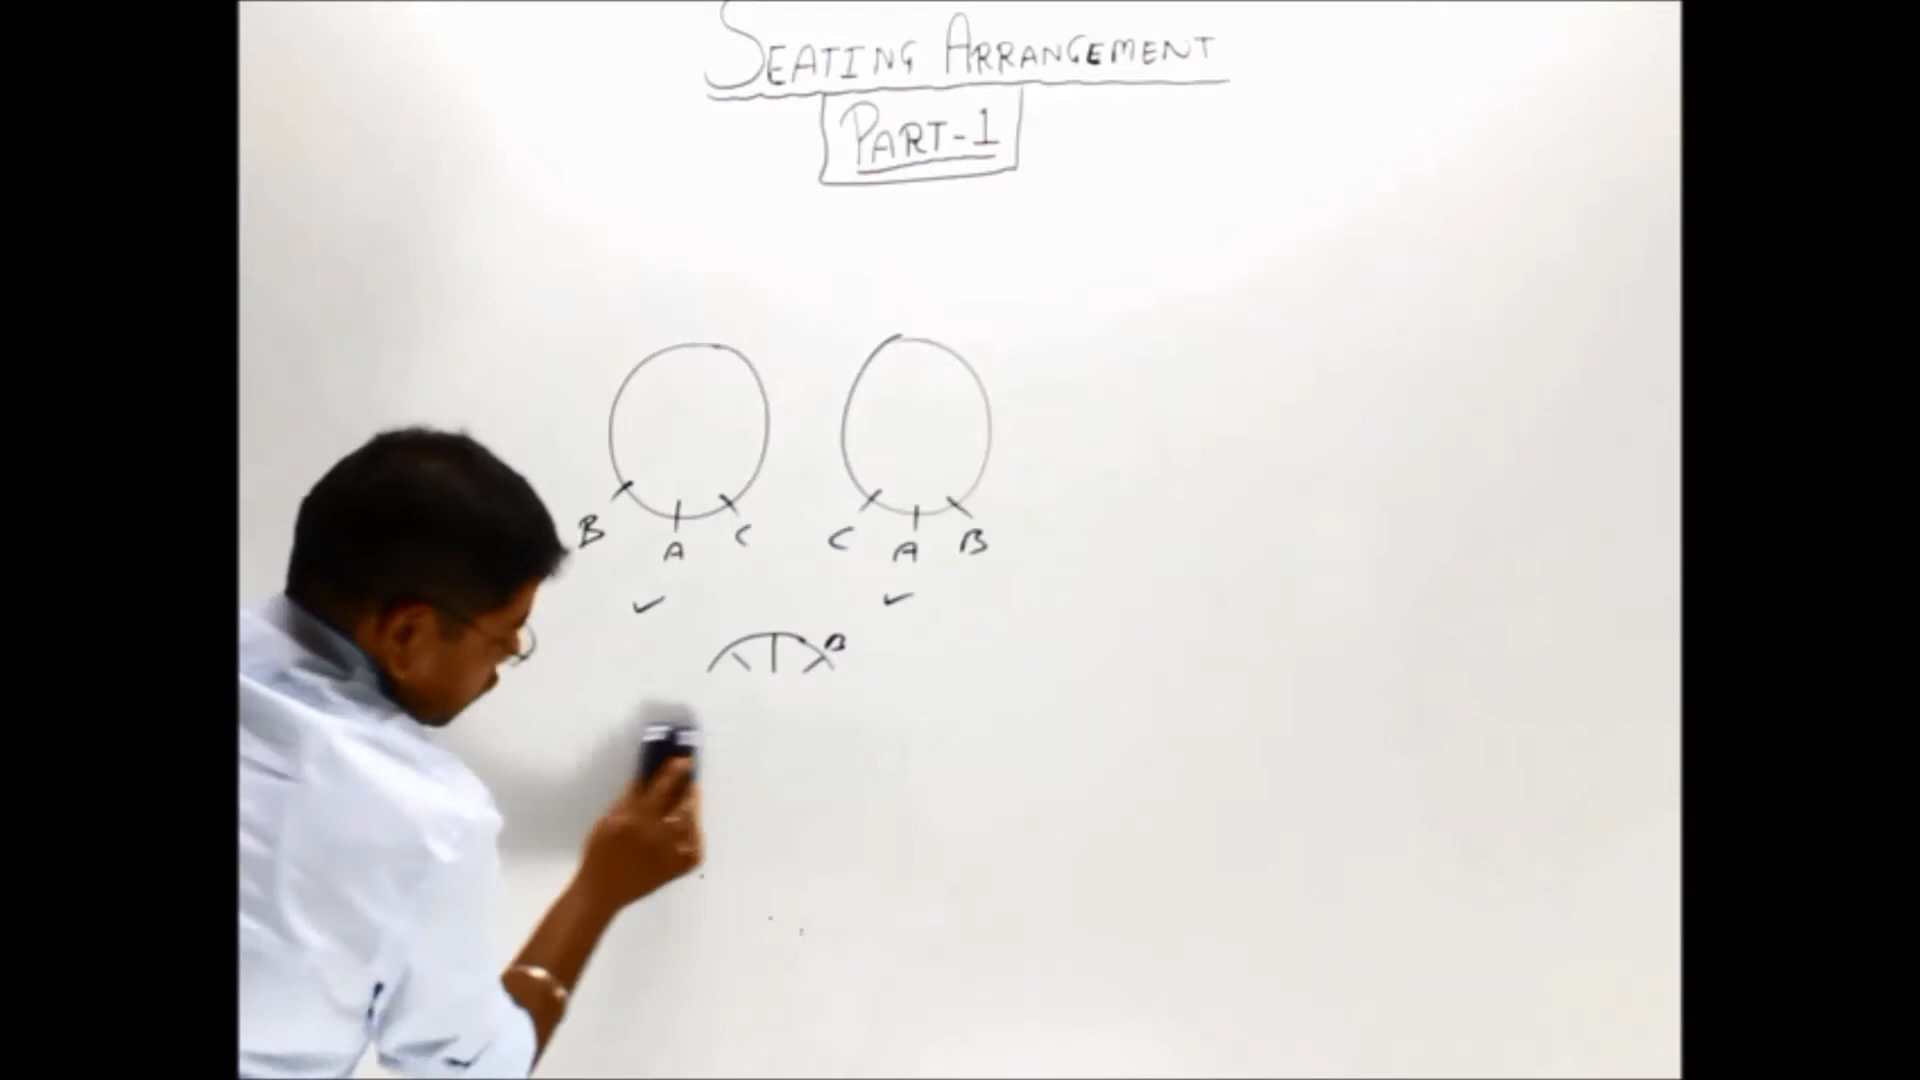 SEATING ARRANGEMENT
PART-1
B A C
C A B
B